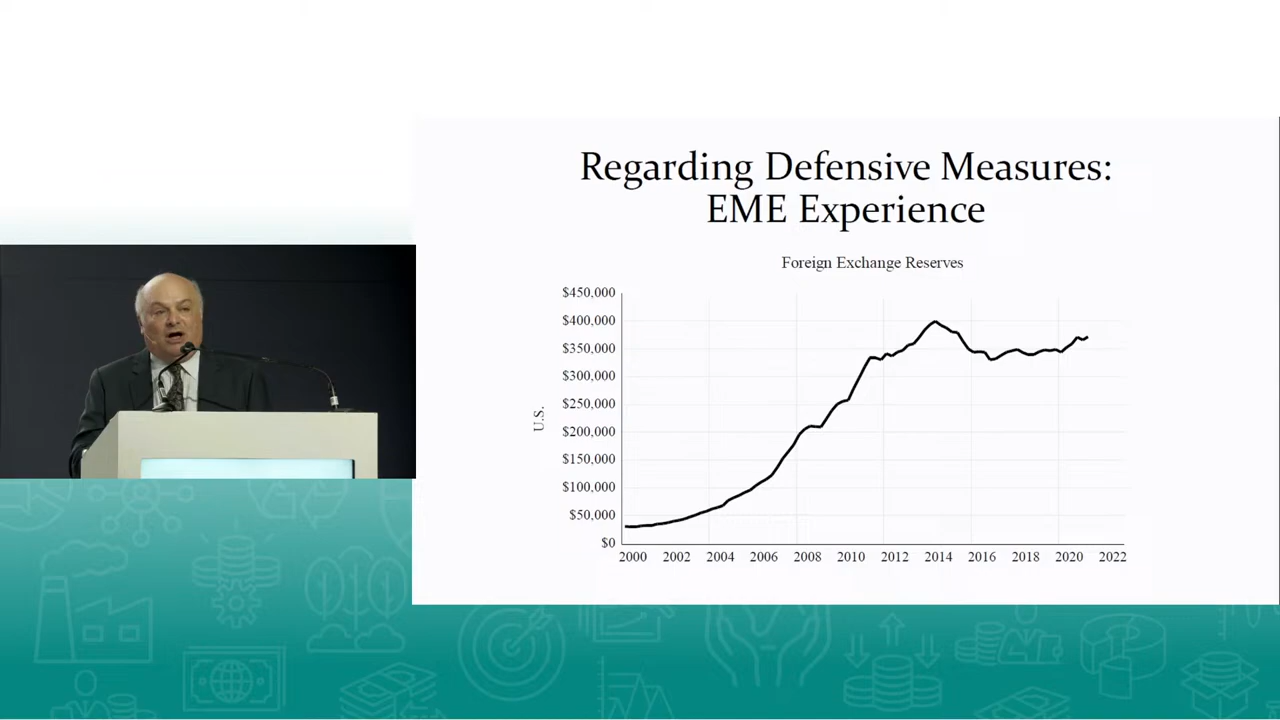 Regarding Defensive Measures:
EME Experience
Foreign Exchange Reserves
U.S.
$450,000
$400,000
$350,000
$300,000
$250,000
$200,000
$150,000
$100,000
$50,000
$0
2000 2002 2004 2006 2008 2010 2012 2014 2016 2018 2020 2022